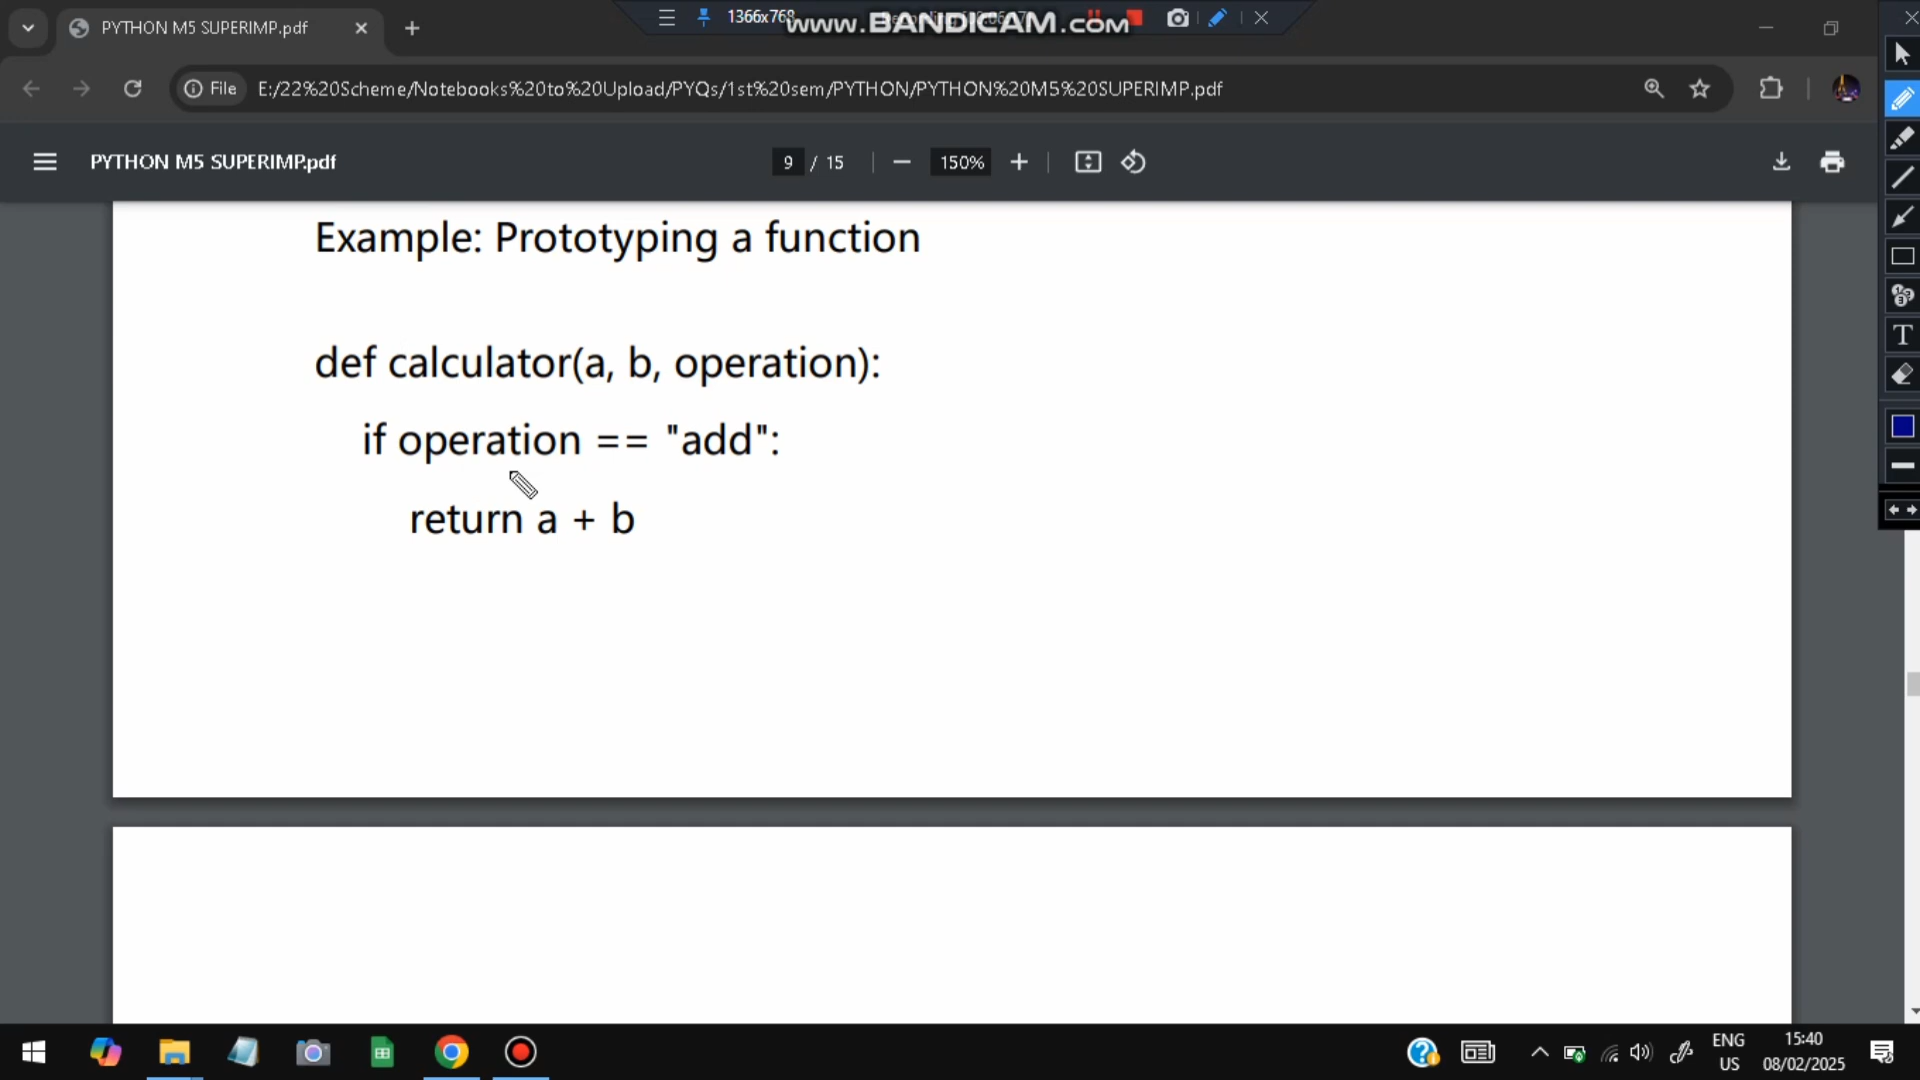 PYTHON M5 SUPERIMP.pdf
1366x768
www.BANDICAM.com
File
E:/22%20Scheme/Notebooks%20to%20Upload/PYQs/1st%20sem/PYTHON/PYTHON%20M5%20SUPERIMP.pdf
PYTHON M5 SUPERIMP.pdf
9 / 15
150%
Example: Prototyping a function
def calculator(a, b, operation):
if operation == "add":
return a + b
T
ENG
US
15:40
08/02/2025